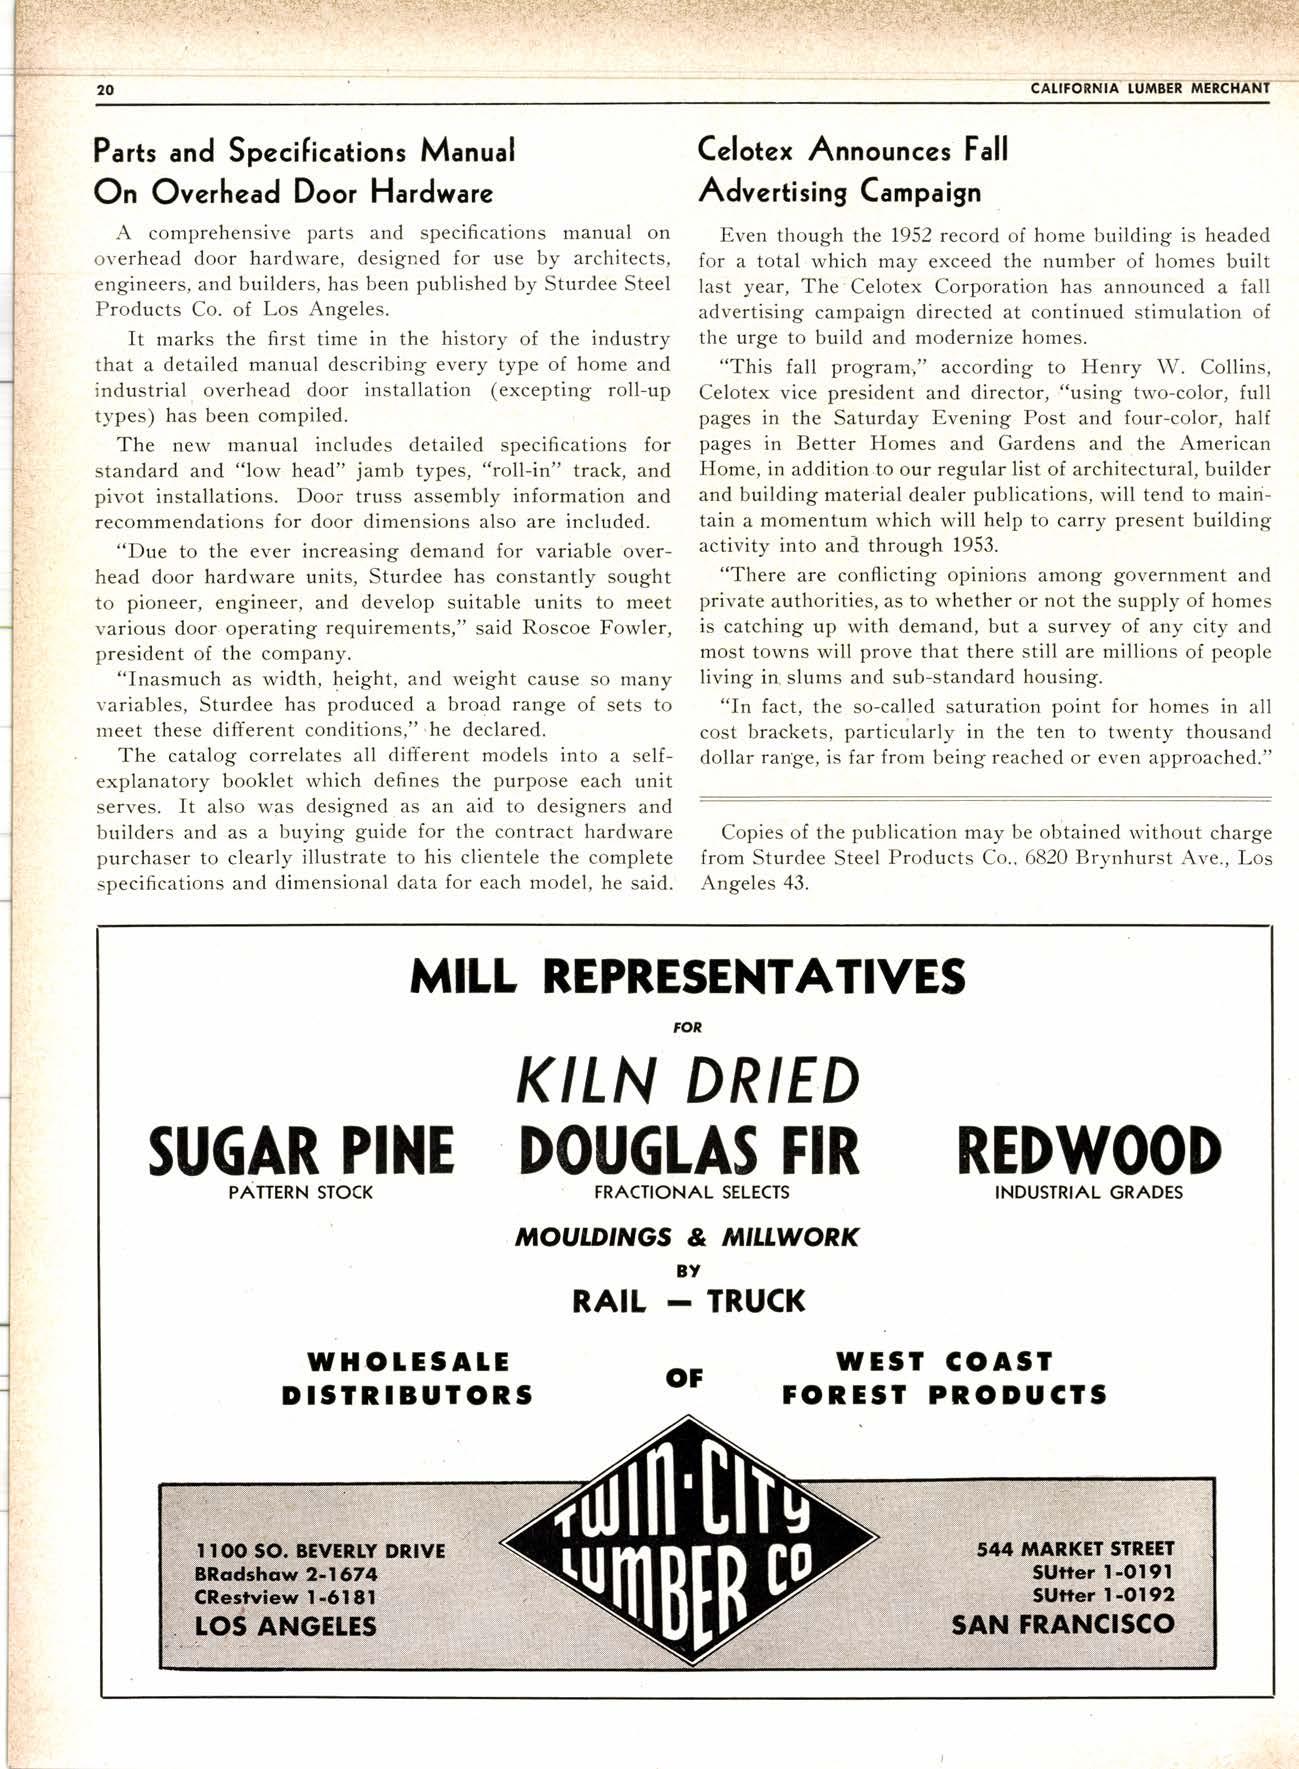 20
CALIFORNIA LUMBER MERCHANT
Parts and Specifications Manual
On Overhead Door Hardware
A comprehensive parts and specifications manual on
overhead door hardware, designed for use by architects,
engineers, and builders, has been published by Sturdee Steel
Products Co. of Los Angeles.
It marks the first time in the history of the industry
that a detailed manual describing every type of home and
industrial overhead door installation (excepting roll-up
types) has been compiled.
The new manual includes detailed specifications for
standard and “low head” jamb types, “roll-in” track, and
pivot installations. Door truss assembly information and
recommendations for door dimensions also are included.
“Due to the ever increasing demand for variable over-
head door hardware units, Sturdee has constantly sought
to pioneer, engineer, and develop suitable units to meet
various door operating requirements,” said Roscoe Fowler,
president of the company.
“Inasmuch as width, height, and weight cause so many
variables, Sturdee has produced a broad range of sets to
meet these different conditions,” he declared.
The catalog correlates all different models into a self-
explanatory booklet which defines the purpose each unit
serves. It also was designed as an aid to designers and
builders and as a buying guide for the contract hardware
purchaser to clearly illustrate to his clientele the complete
specifications and dimensional data for each model, he said.
Celotex Announces Fall
Advertising Campaign
Even though the 1952 record of home building is headed
for a total which may exceed the number of homes built
last year, The Celotex Corporation has announced a fall
advertising campaign directed at continued stimulation of
the urge to build and modernize homes.
“This fall program,” according to Henry W. Collins,
Celotex vice president and director, “using two-color, full
pages in the Saturday Evening Post and four-color, half
pages in Better Homes and Gardens and the American
Home, in addition to our regular list of architectural, builder
and building material dealer publications, will tend to main-
tain a momentum which will help to carry present building
activity into and through 1953.
“There are conflicting opinions among government and
private authorities, as to whether or not the supply of homes
is catching up with demand, but a survey of any city and
most towns will prove that there still are millions of people
living in slums and sub-standard housing.
“In fact, the so-called saturation point for homes in all
cost brackets, particularly in the ten to twenty thousand
dollar range, is far from being reached or even approached.”
Copies of the publication may be obtained without charge
from Sturdee Steel Products Co., 6820 Brynhurst Ave., Los
Angeles 43.
MILL REPRESENTATIVES
FOR
KILN DRIED
SUGAR PINE DOUGLAS FIR REDWOOD
PATTERN STOCK FRACTIONAL SELECTS INDUSTRIAL GRADES
MOULDINGS & MILLWORK
BY
RAIL — TRUCK
WHOLESALE
DISTRIBUTORS
OF
WEST COAST
FOREST PRODUCTS
TWIN-CITY
LUMBER CO
1100 SO. BEVERLY DRIVE
BRadshaw 2-1674
CRestview 1-6181
LOS ANGELES
544 MARKET STREET
SUtter 1-0191
SUtter 1-0192
SAN FRANCISCO